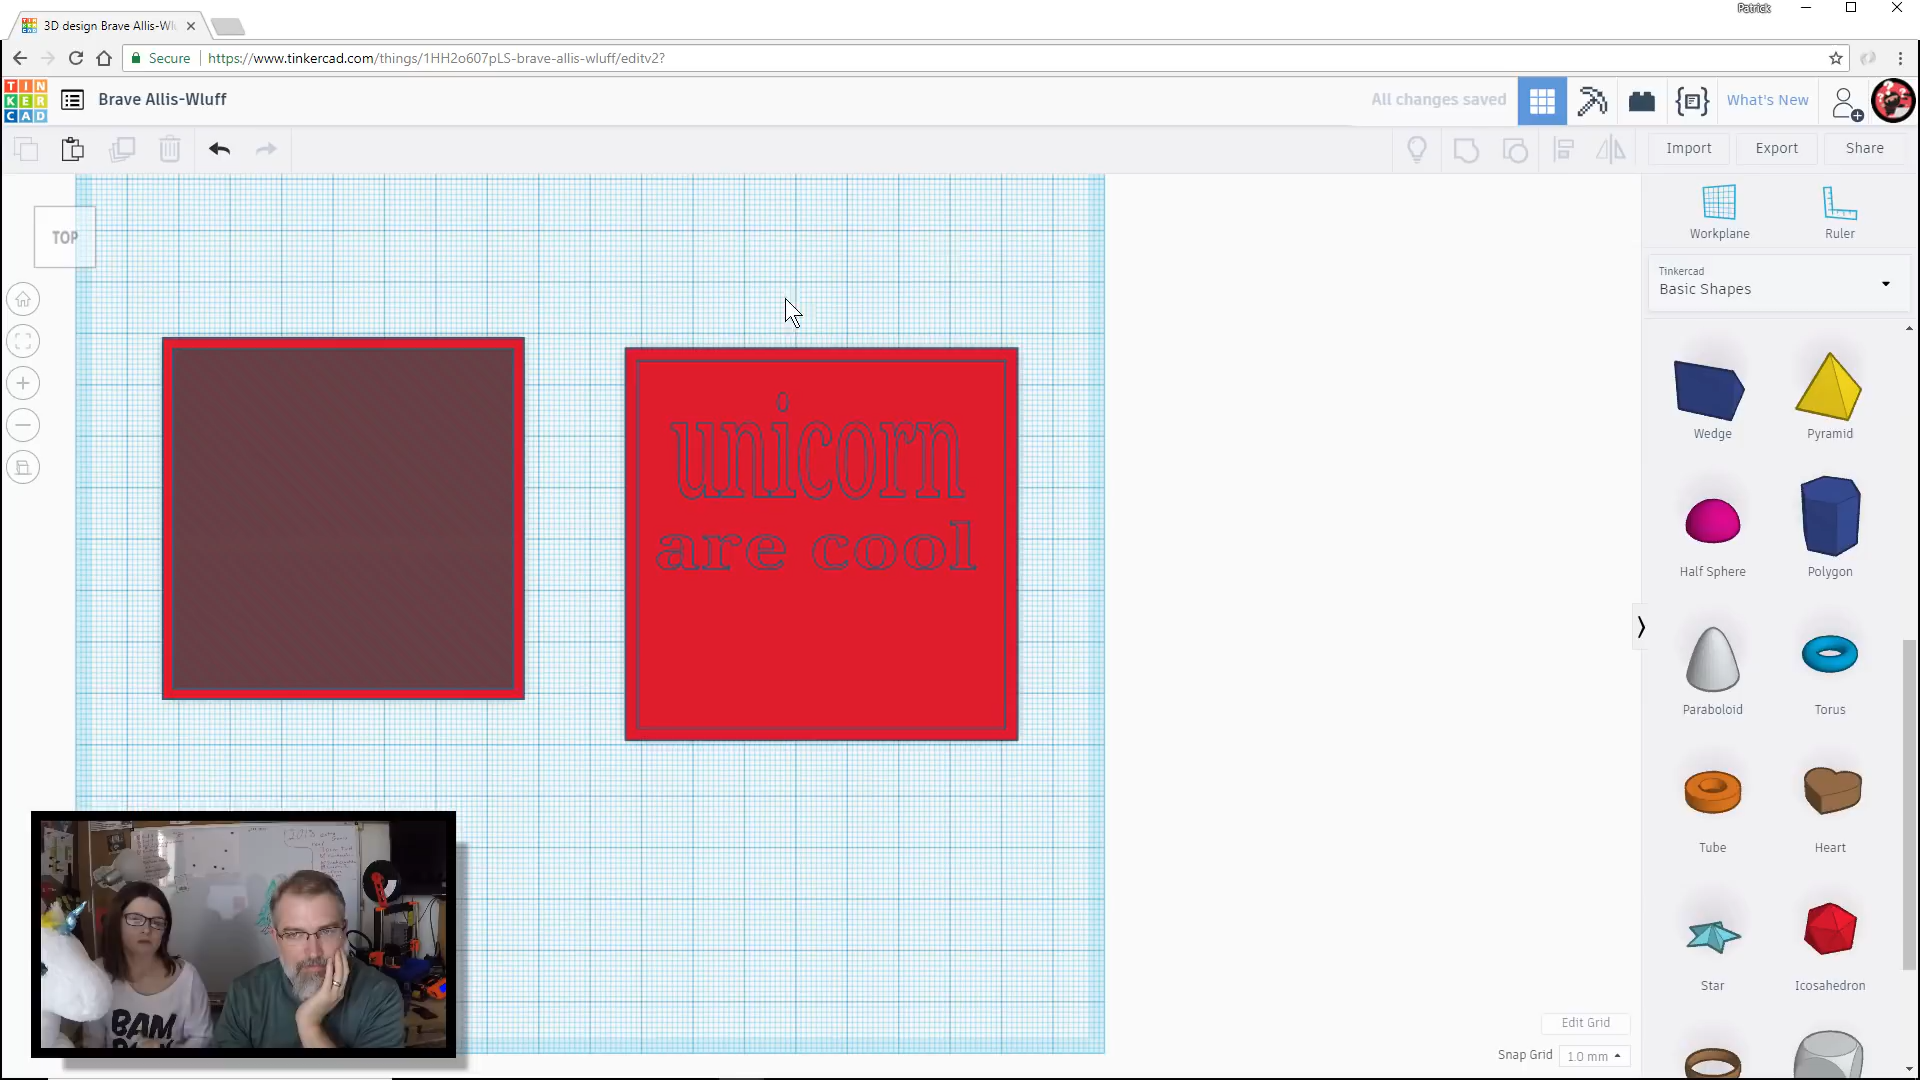 Patrick
3D design Brave Allis-Wl
Secure
https://www.tinkercad.com/things/1HH2o607pLS-brave-allis-wluff/editv2?
TIN
KER
CAD
Brave Allis-Wluff
All changes saved
What's New
Import
Export
Share
TOP
Workplane
Ruler
Tinkercad
Basic Shapes
unicorn
are cool
Wedge
Pyramid
Half Sphere
Polygon
Paraboloid
Torus
Tube
Heart
Star
Icosahedron
BAM
Edit Grid
Snap Grid
1.0 mm